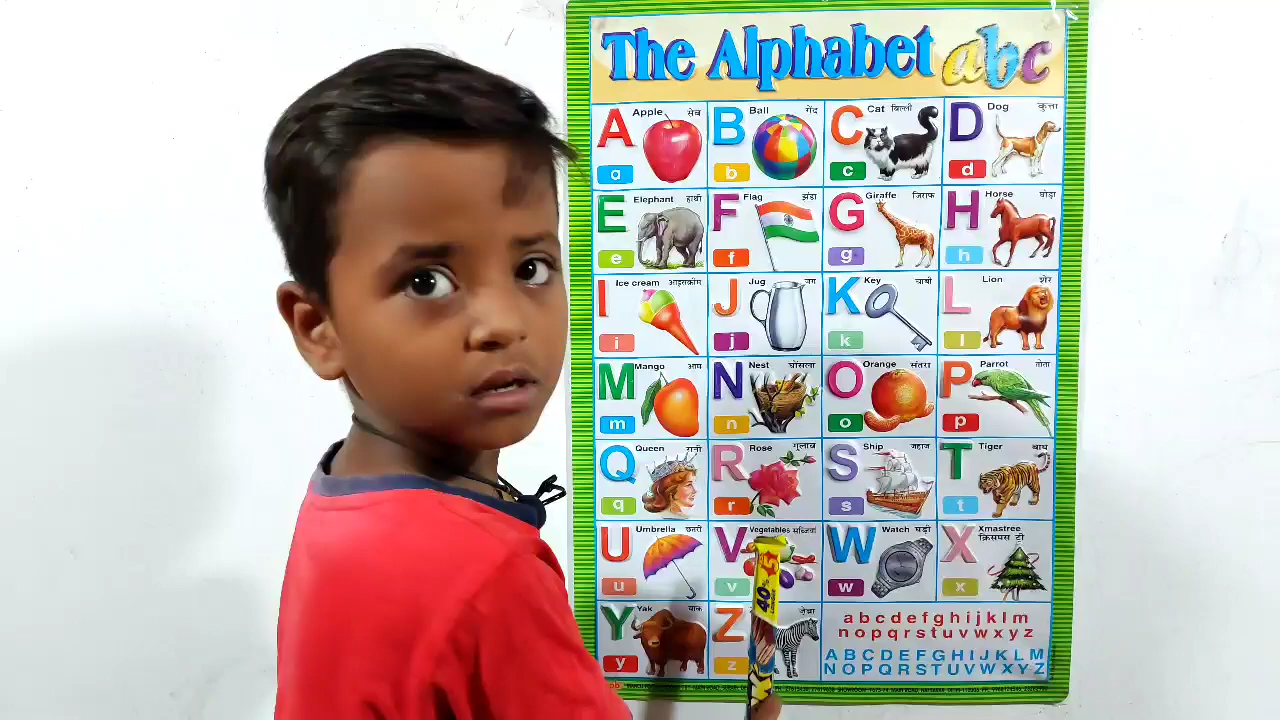 The Alphabet abc
A Apple सेब
a
B Ball गेंद
b
C Cat बिल्ली
c
D Dog कुत्ता
d
E Elephant हाथी
e
F Flag झंडा
f
G Giraffe जिराफ
g
H Horse घोड़ा
h
I Ice cream आइसक्रीम
i
J Jug जग
j
K Key चाभी
k
L Lion शेर
l
M Mango आम
m
N Nest घोंसला
n
O Orange संतरा
o
P Parrot तोता
p
Q Queen रानी
q
R Rose गुलाब
r
S Ship जहाज
s
T Tiger बाघ
t
U Umbrella छतरी
u
V Vegetables सब्जियां
v
W Watch घड़ी
w
X Xmastree
क्रिसमस ट्री
x
Y Yak याक
y
Z जेब्रा
z
a b c d e f g h i j k l m
n o p q r s t u v w x y z
A B C D E F G H I J K L M
N O P Q R S T U V W X Y Z
40%